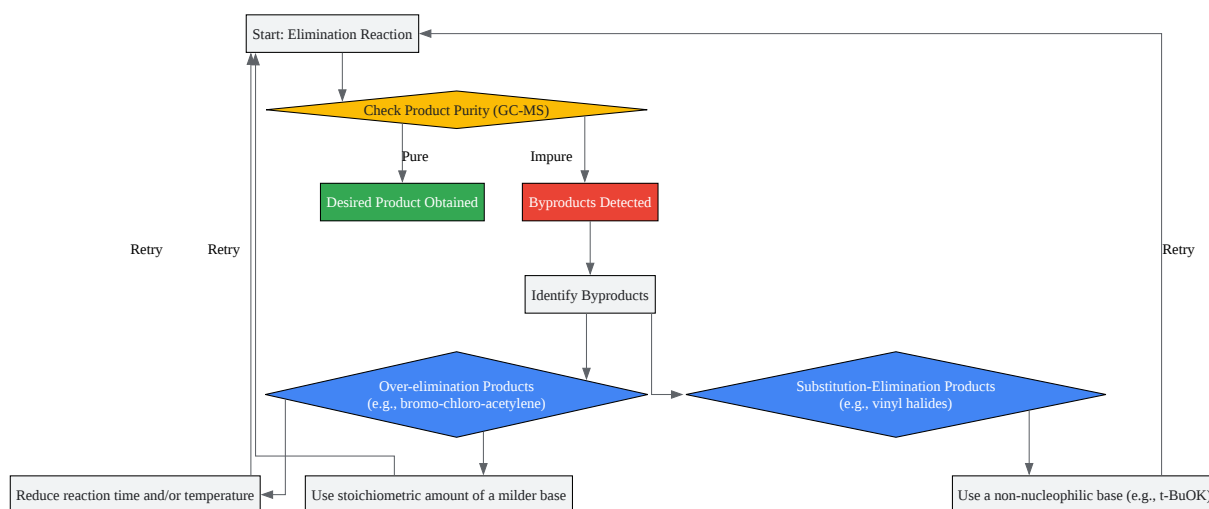 Start: Elimination Reaction
Check Product Purity (GC-MS)
Pure
Impure
Desired Product Obtained
Byproducts Detected
Retry
Retry
Retry
Identify Byproducts
Over-elimination Products
(e.g., bromo-chloro-acetylene)
Substitution-Elimination Products
(e.g., vinyl halides)
Reduce reaction time and/or temperature
Use stoichiometric amount of a milder base
Use a non-nucleophilic base (e.g., t-BuOK)